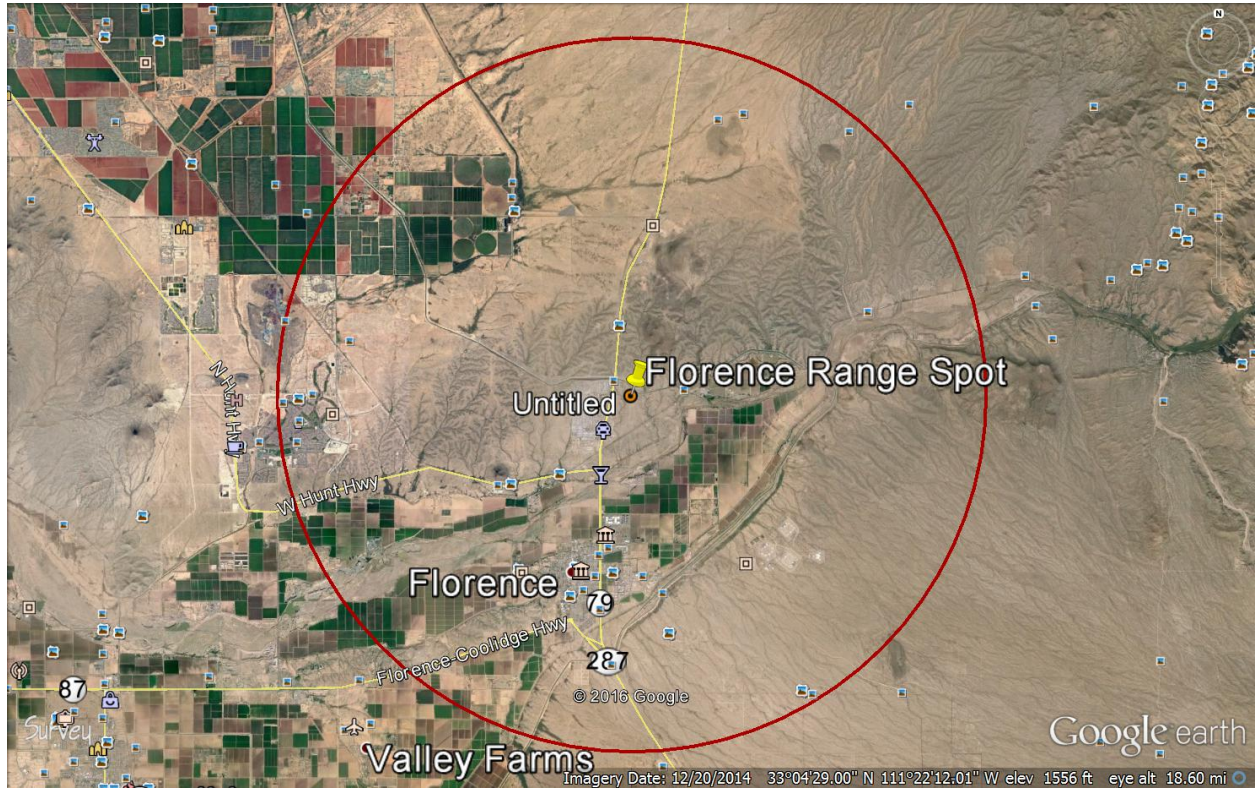 N
Florence Range Spot
Untitled
N Hunt Hwy
W Hunt Hwy
Florence
79
Florence-Coolidge Hwy
287
87
© 2016 Google
Survey
Valley Farms
Google earth
Imagery Date: 12/20/2014 33°04'29.00" N 111°22'12.01" W elev 1556 ft eye alt 18.60 mi